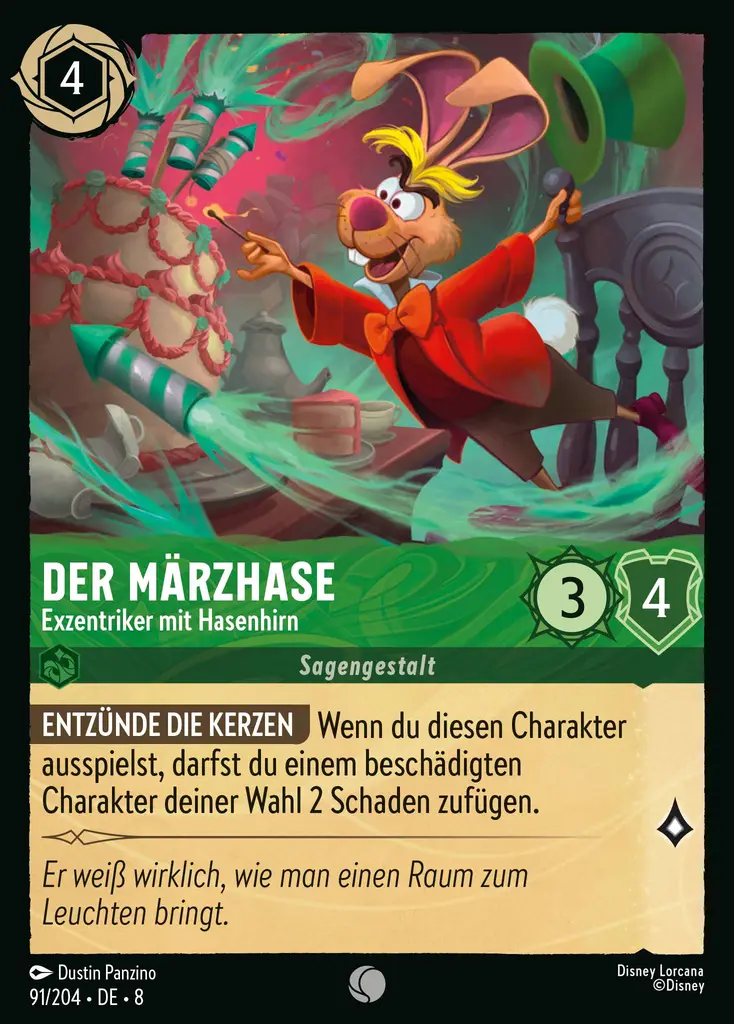 4
DER MÄRZHASE
Exzentriker mit Hasenhirn
3
4
Sagengestalt
ENTZÜNDE DIE KERZEN Wenn du diesen Charakter
ausspielst, darfst du einem beschädigten
Charakter deiner Wahl 2 Schaden zufügen.
Er weiß wirklich, wie man einen Raum zum
Leuchten bringt.
Dustin Panzino
91/204 • DE • 8
Disney Lorcana
©Disney